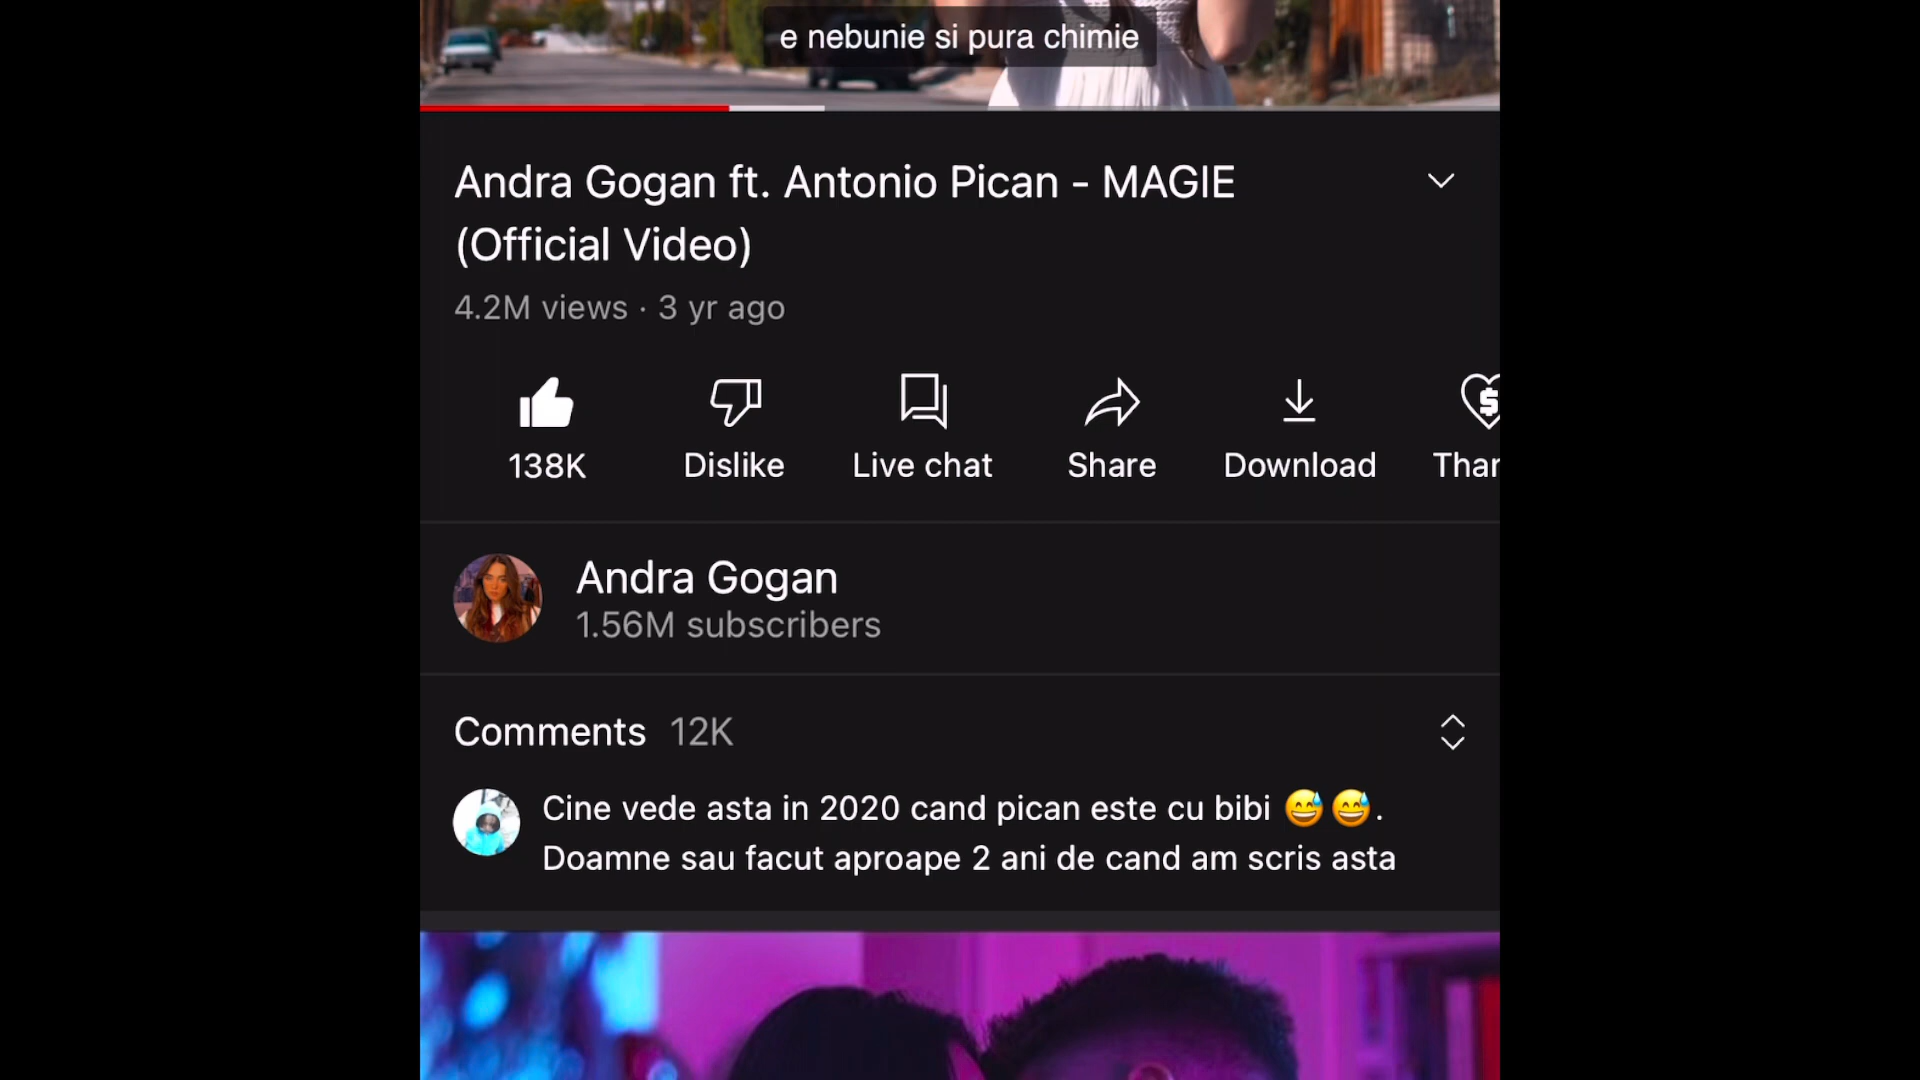 e nebunie si pura chimie
Andra Gogan ft. Antonio Pican - MAGIE
(Official Video)
4.2M views · 3 yr ago
138K
Dislike
Live chat
Share
Download
Andra Gogan
1.56M subscribers
Comments 12K
Cine vede asta in 2020 cand pican este cu bibi 😅😅.
Doamne sau facut aproape 2 ani de cand am scris asta